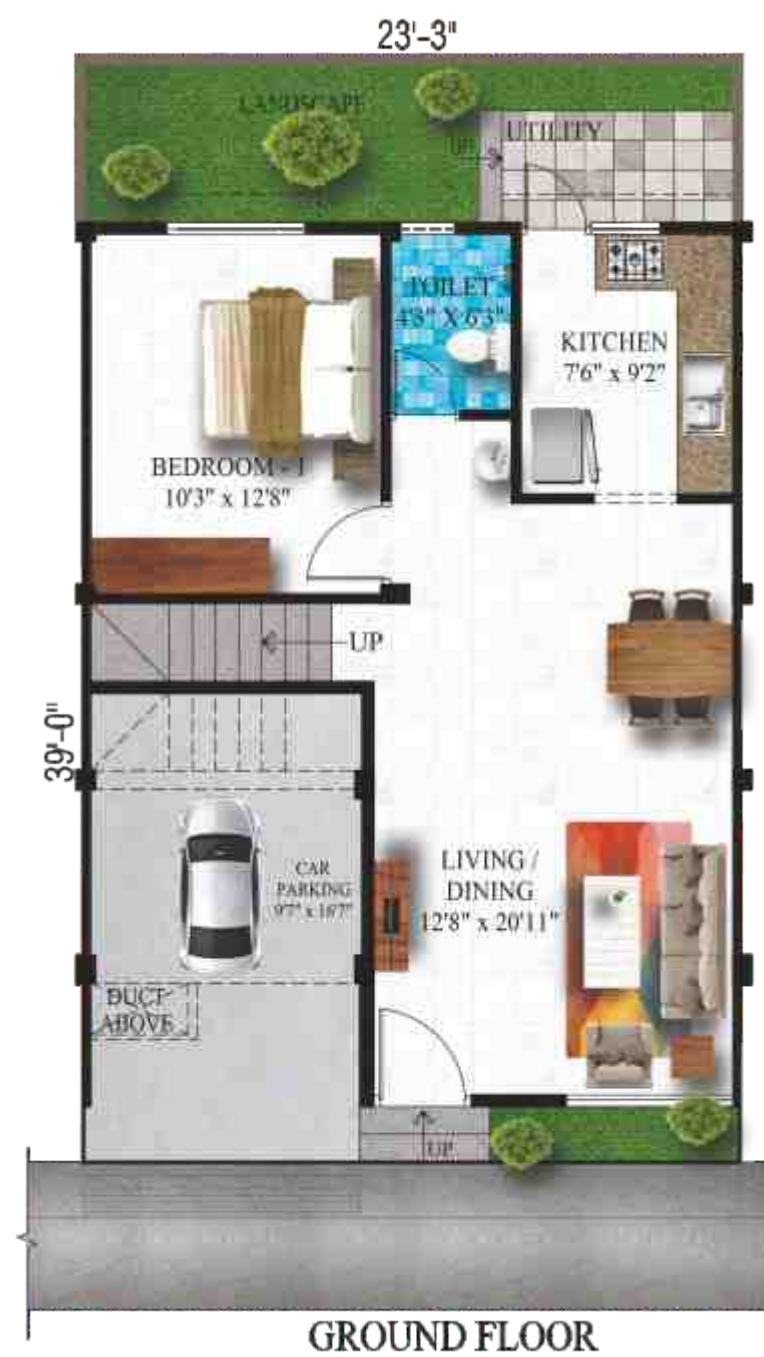 23'-3"
LANDSCAPE
UTILITY
UP
TOILET
4'3" X 6'3"
KITCHEN
7'6" x 9'2"
BEDROOM - 1
10'3" x 12'8"
UP
39'-0"
CAR
PARKING
9'7" x 16'7"
LIVING /
DINING
12'8" x 20'11"
DUCT
ABOVE
UP
GROUND FLOOR